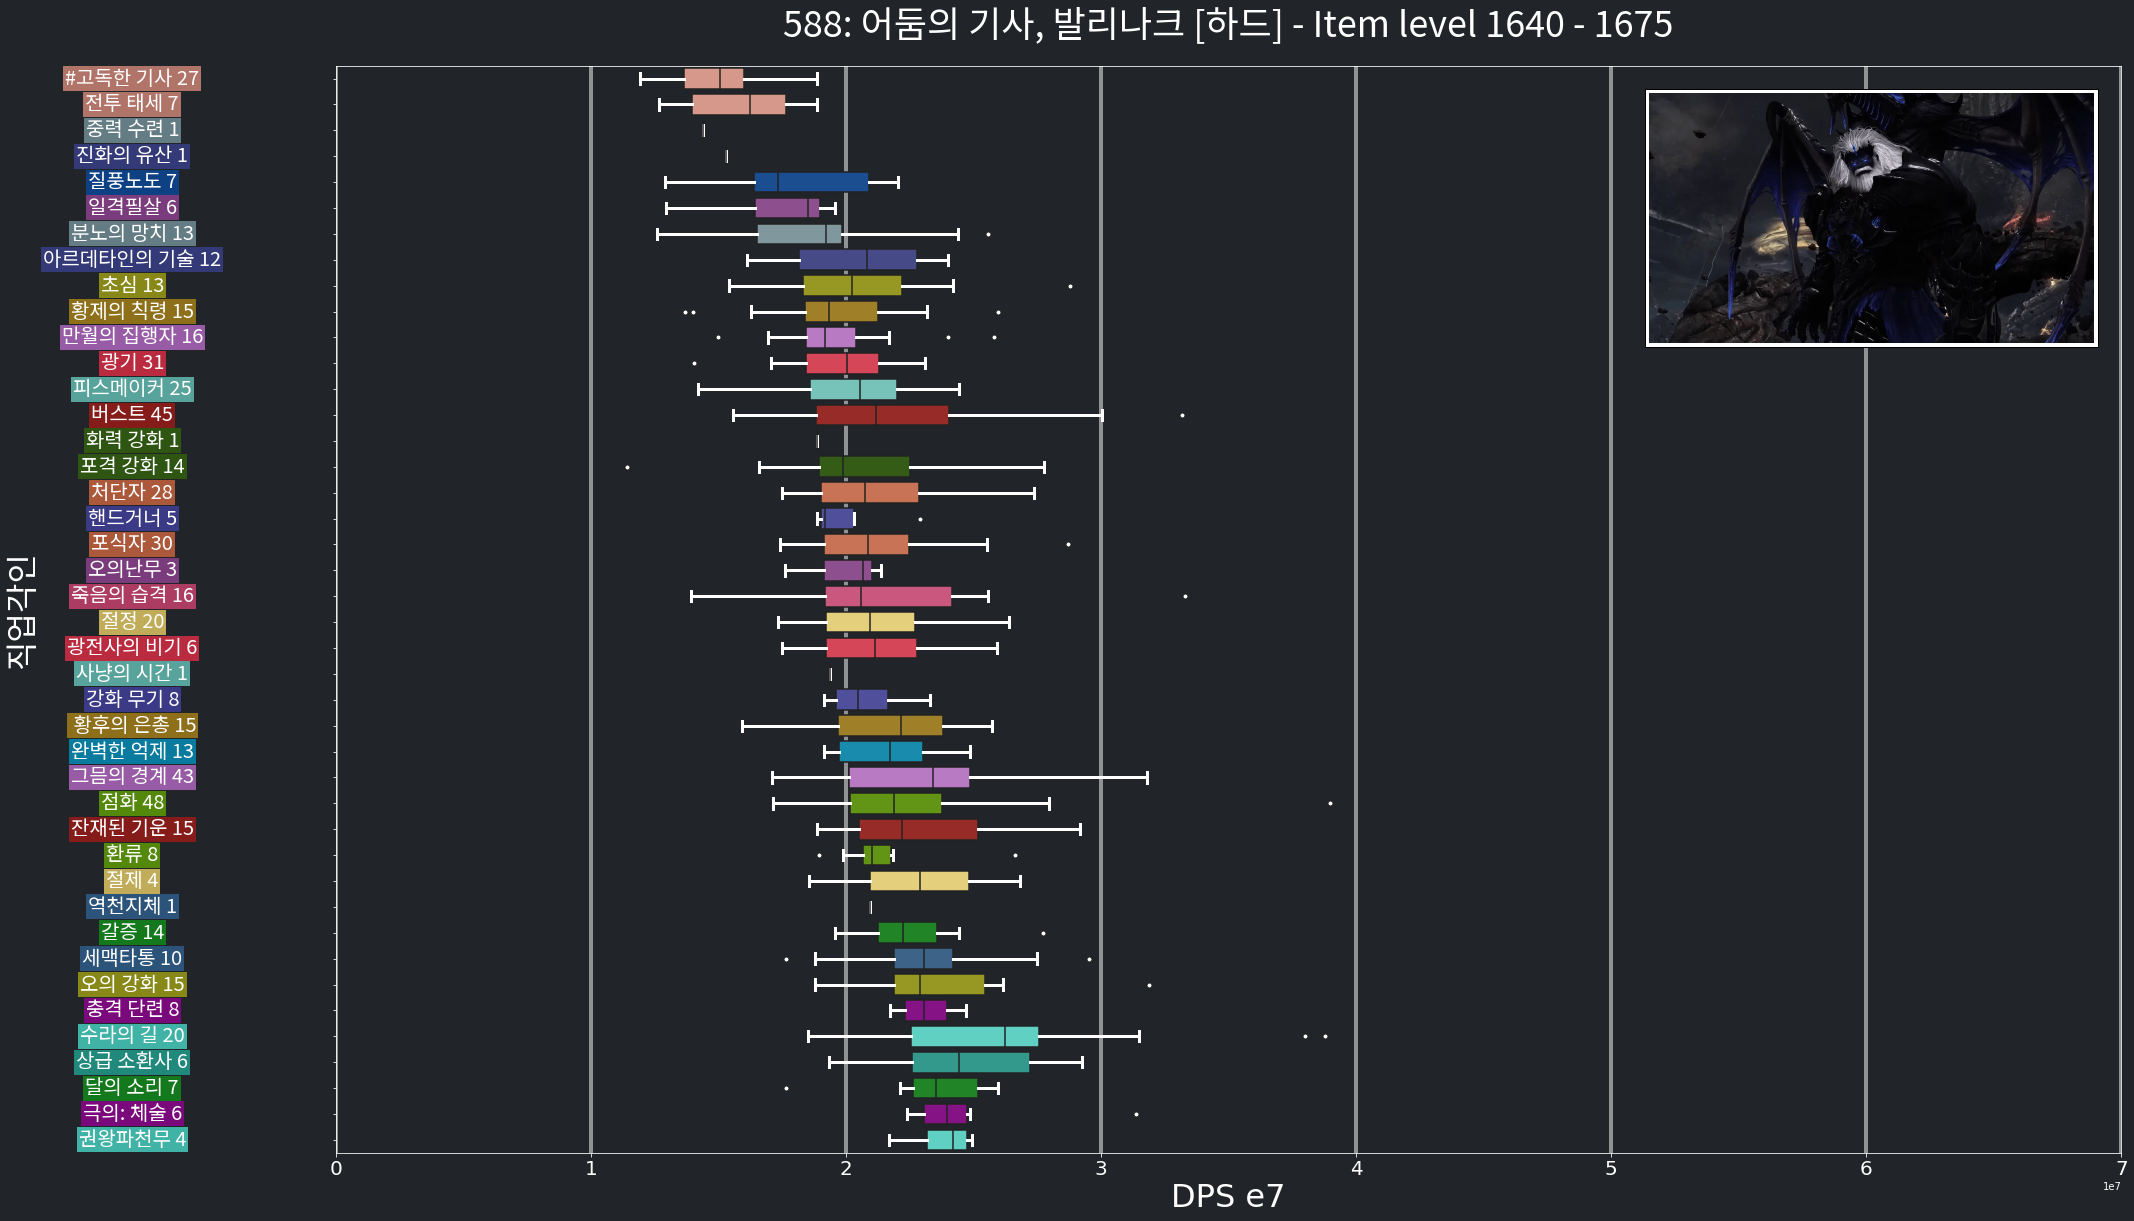 588: 어둠의 기사, 발리나크 [하드] - Item level 1640 - 1675
직업각인
#고독한 기사 27
전투 태세 7
중력 수련 1
진화의 유산 1
질풍노도 7
일격필살 6
분노의 망치 13
아르데타인의 기술 12
초심 13
황제의 칙령 15
만월의 집행자 16
광기 31
피스메이커 25
버스트 45
화력 강화 1
포격 강화 14
처단자 28
핸드거너 5
포식자 30
오의난무 3
죽음의 습격 16
절정 20
광전사의 비기 6
사냥의 시간 1
강화 무기 8
황후의 은총 15
완벽한 억제 13
그믐의 경계 43
점화 48
잔재된 기운 15
환류 8
절제 4
역천지체 1
갈증 14
세맥타통 10
오의 강화 15
충격 단련 8
수라의 길 20
상급 소환사 6
달의 소리 7
극의: 체술 6
권왕파천무 4
0 1 2 3 4 5 6 7
1e7
DPS e7